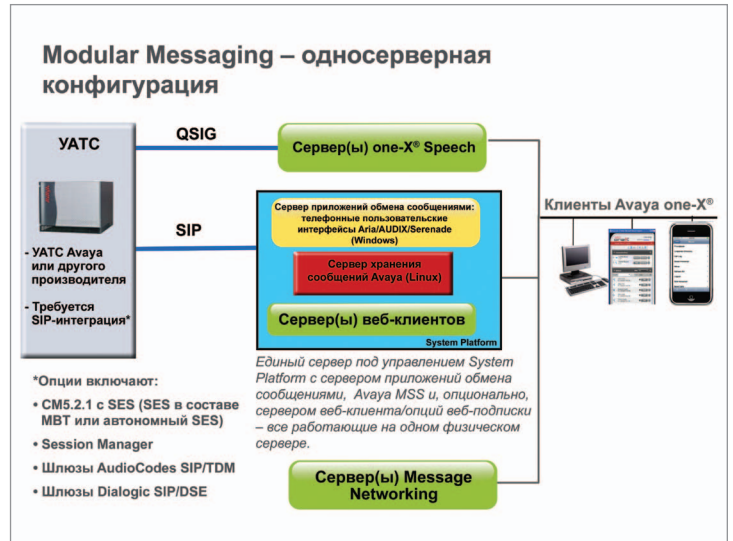 Modular Messaging – односерверная
конфигурация
УАТС
- УАТС Avaya
или другого
производителя
- Требуется
SIP-интеграция*
QSIG
SIP
Сервер(ы) one-X® Speech
Сервер приложений обмена сообщениями:
телефонные пользовательские
интерфейсы Aria/AUDIX/Serenade
(Windows)
Сервер хранения
сообщений Avaya (Linux)
Сервер(ы) веб-клиентов
System Platform
Клиенты Avaya one-X®
Единый сервер под управлением System
Platform с сервером приложений обмена
сообщениями, Avaya MSS и, опционально,
сервером веб-клиента/опций веб-подписки
– все работающие на одном физическом
сервере.
*Опции включают:
• CM5.2.1 с SES (SES в составе
MBT или автономный SES)
• Session Manager
• Шлюзы AudioCodes SIP/TDM
• Шлюзы Dialogic SIP/DSE
Сервер(ы) Message
Networking